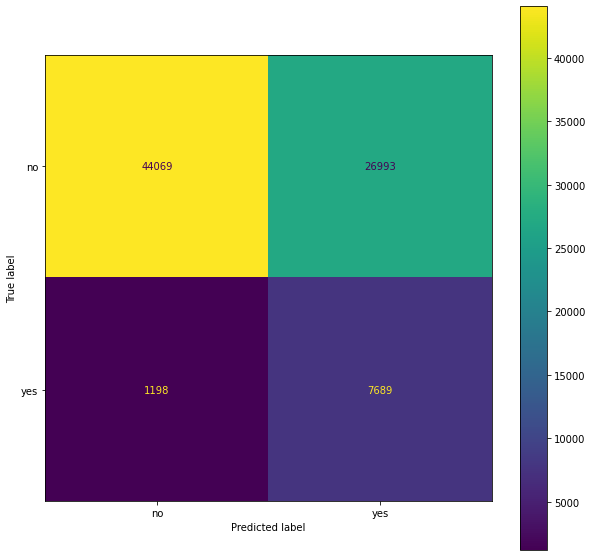 no
44069
26993
yes
1198
7689
True label
no
yes
Predicted label
40000
35000
30000
25000
20000
15000
10000
5000